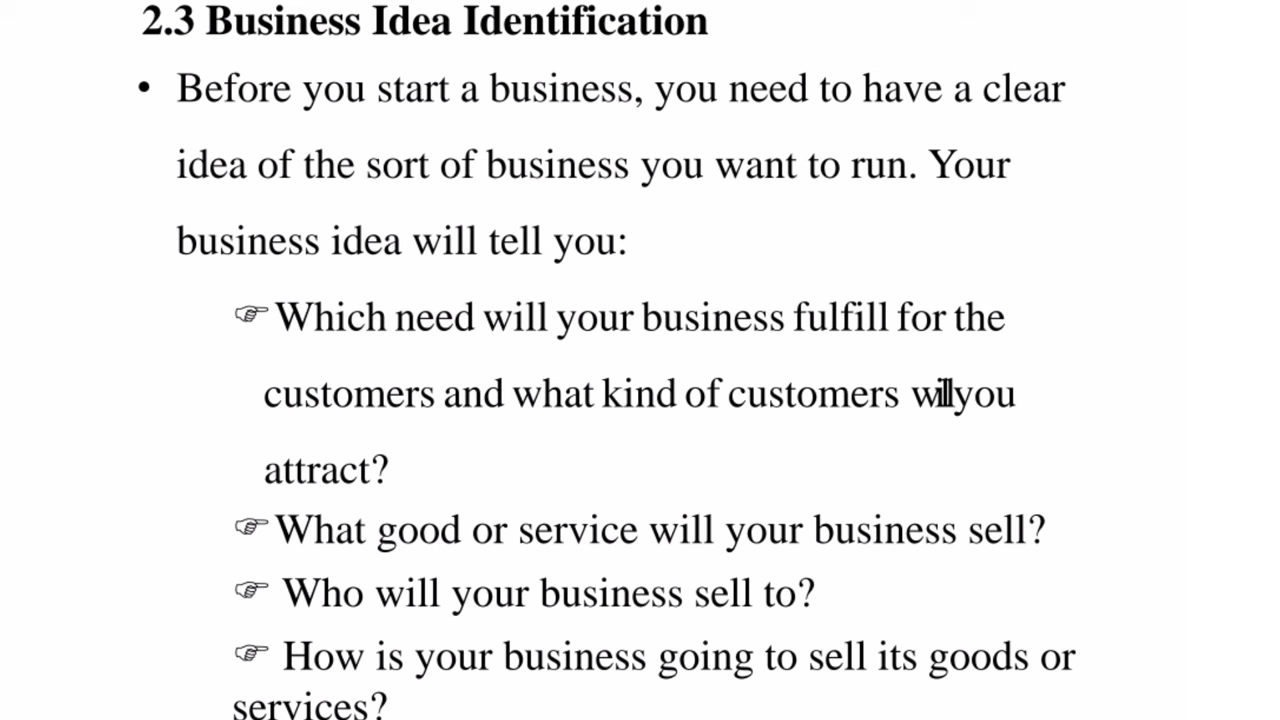 2.3 Business Idea Identification
• Before you start a business, you need to have a clear
idea of the sort of business you want to run. Your
business idea will tell you:
☞Which need will your business fulfill for the
customers and what kind of customers will you
attract?
☞What good or service will your business sell?
☞ Who will your business sell to?
☞ How is your business going to sell its goods or
services?